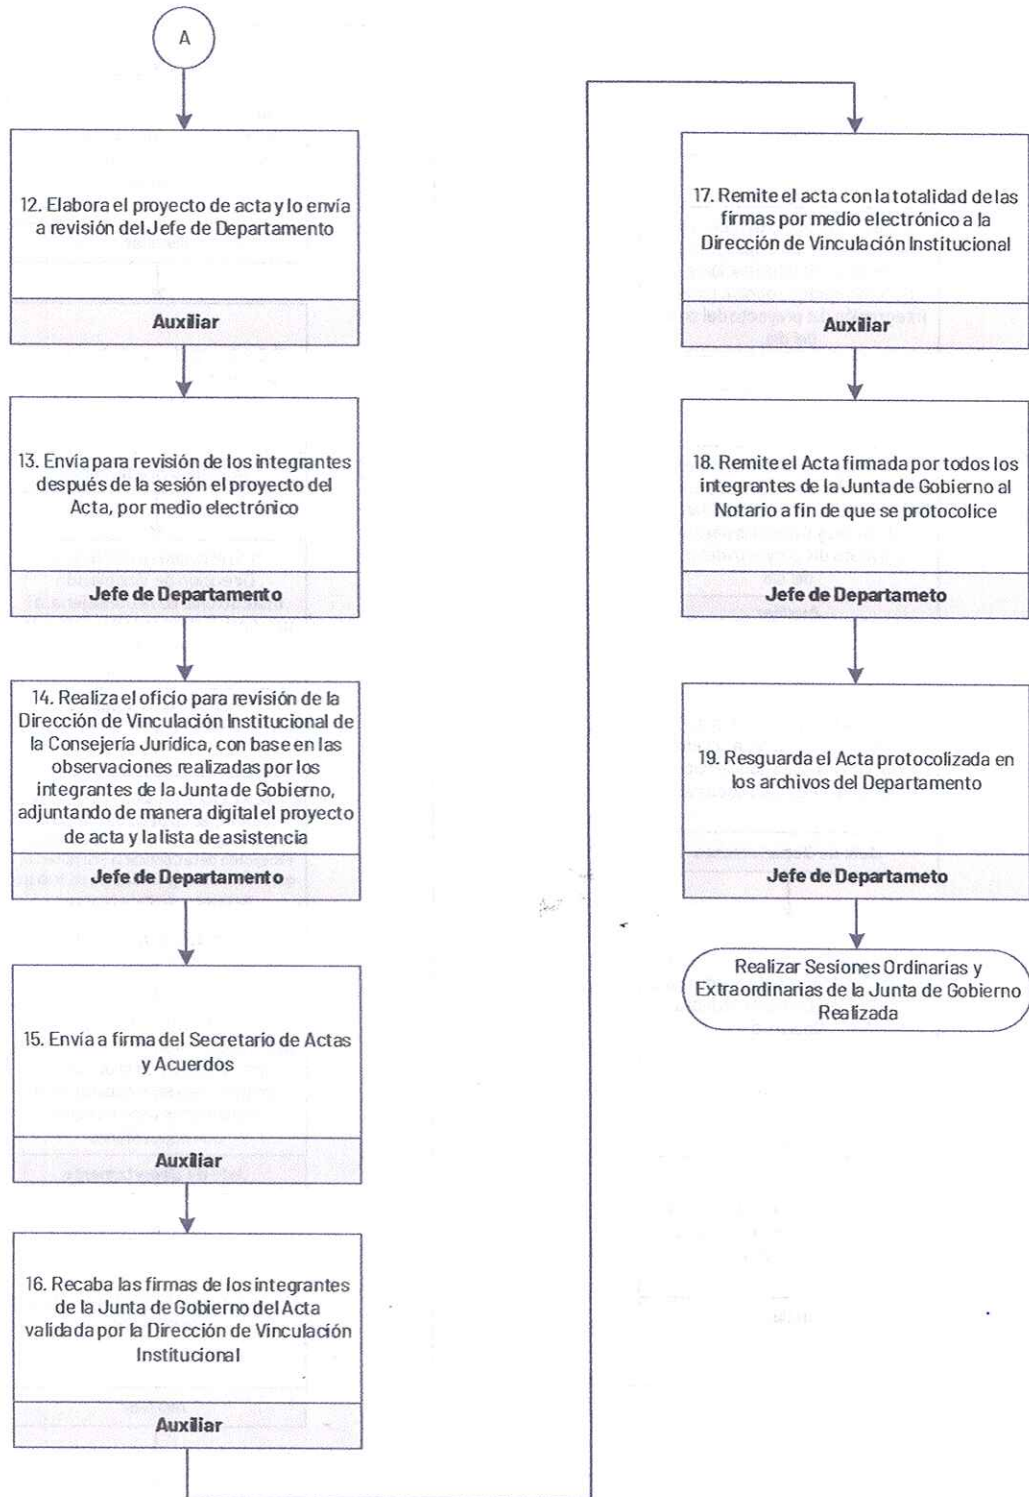 A
12. Elabora el proyecto de acta y lo envía
a revisión del Jefe de Departamento
Auxiliar
13. Envía para revisión de los integrantes
después de la sesión el proyecto del
Acta, por medio electrónico
Jefe de Departamento
14. Realiza el oficio para revisión de la
Dirección de Vinculación Institucional de
la Consejería Jurídica, con base en las
observaciones realizadas por los
integrantes de la Junta de Gobierno,
adjuntando de manera digital el proyecto
de acta y la lista de asistencia
Jefe de Departamento
15. Envía a firma del Secretario de Actas
y Acuerdos
Auxiliar
16. Recaba las firmas de los integrantes
de la Junta de Gobierno del Acta
validada por la Dirección de Vinculación
Institucional
Auxiliar
17. Remite el acta con la totalidad de las
firmas por medio electrónico a la
Dirección de Vinculación Institucional
Auxiliar
18. Remite el Acta firmada por todos los
integrantes de la Junta de Gobierno al
Notario a fin de que se protocolice
Jefe de Departameto
19. Resguarda el Acta protocolizada en
los archivos del Departamento
Jefe de Departameto
Realizar Sesiones Ordinarias y
Extraordinarias de la Junta de Gobierno
Realizada